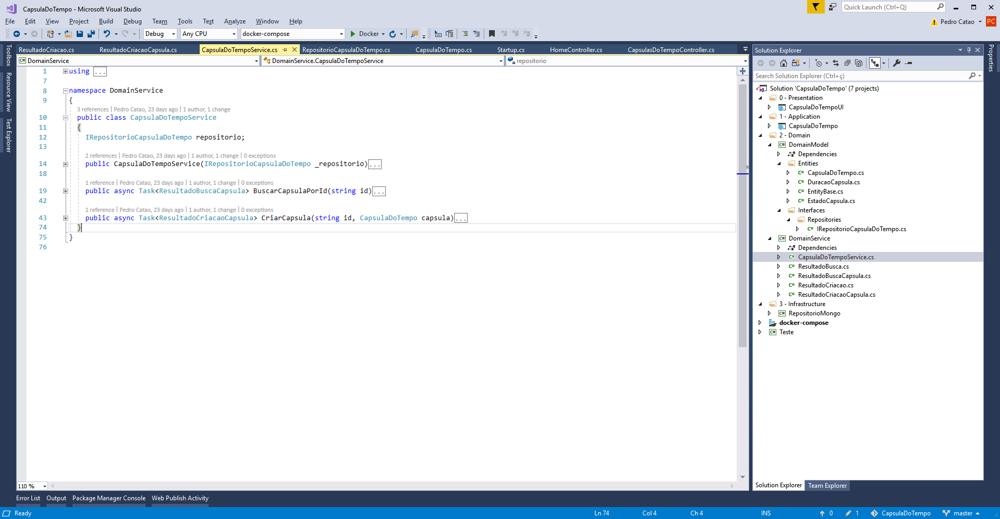 CapsulaDoTempo - Microsoft Visual Studio
Quick Launch (Ctrl+Q)
File Edit View Project Build Debug Team Tools Test Analyze Window Help
Pedro Catao PC
Debug Any CPU docker-compose Docker
ResultadoCriacao.cs ResultadoCriacaoCapsula.cs CapsulaDoTempoService.cs RepositorioCapsulaDoTempo.cs CapsulaDoTempo.cs Startup.cs HomeController.cs CapsulasDoTempoController.cs
C# DomainService DomainService.CapsulaDoTempoService repositorio
Toolbox
Resource View
Test Explorer
1 using ...
7
8 namespace DomainService
9 {
3 references | Pedro Catao, 23 days ago | 1 author, 1 change
10 public class CapsulaDoTempoService
11 {
12 IRepositorioCapsulaDoTempo repositorio;
13
2 references | Pedro Catao, 23 days ago | 1 author, 1 change | 0 exceptions
14 public CapsulaDoTempoService(IRepositorioCapsulaDoTempo _repositorio)...
18
1 reference | Pedro Catao, 23 days ago | 1 author, 1 change | 0 exceptions
19 public async Task<ResultadoBuscaCapsula> BuscarCapsulaPorId(string id)...
42
1 reference | Pedro Catao, 23 days ago | 1 author, 1 change | 0 exceptions
43 public async Task<ResultadoCriacaoCapsula> CriarCapsula(string id, CapsulaDoTempo capsula)...
74 }
75 }
76
110 %
Solution Explorer
Properties
Search Solution Explorer (Ctrl+ç)
Solution 'CapsulaDoTempo' (7 projects)
0 - Presentation
CapsulaDoTempoUI
1 - Application
CapsulaDoTempo
2 - Domain
C# DomainModel
Dependencies
Entities
C# CapsulaDoTempo.cs
C# DuracaoCapsula.cs
C# EntityBase.cs
C# EstadoCapsula.cs
Interfaces
Repositories
C# IRepositorioCapsulaDoTempo.cs
C# DomainService
Dependencies
C# CapsulaDoTempoService.cs
C# ResultadoBusca.cs
C# ResultadoBuscaCapsula.cs
C# ResultadoCriacao.cs
C# ResultadoCriacaoCapsula.cs
3 - Infrastructure
C# RepositorioMongo
docker-compose
C# Teste
Solution Explorer Team Explorer
Error List Output Package Manager Console Web Publish Activity
Ready Ln 74 Col 4 Ch 4 INS 0 1 CapsulaDoTempo master